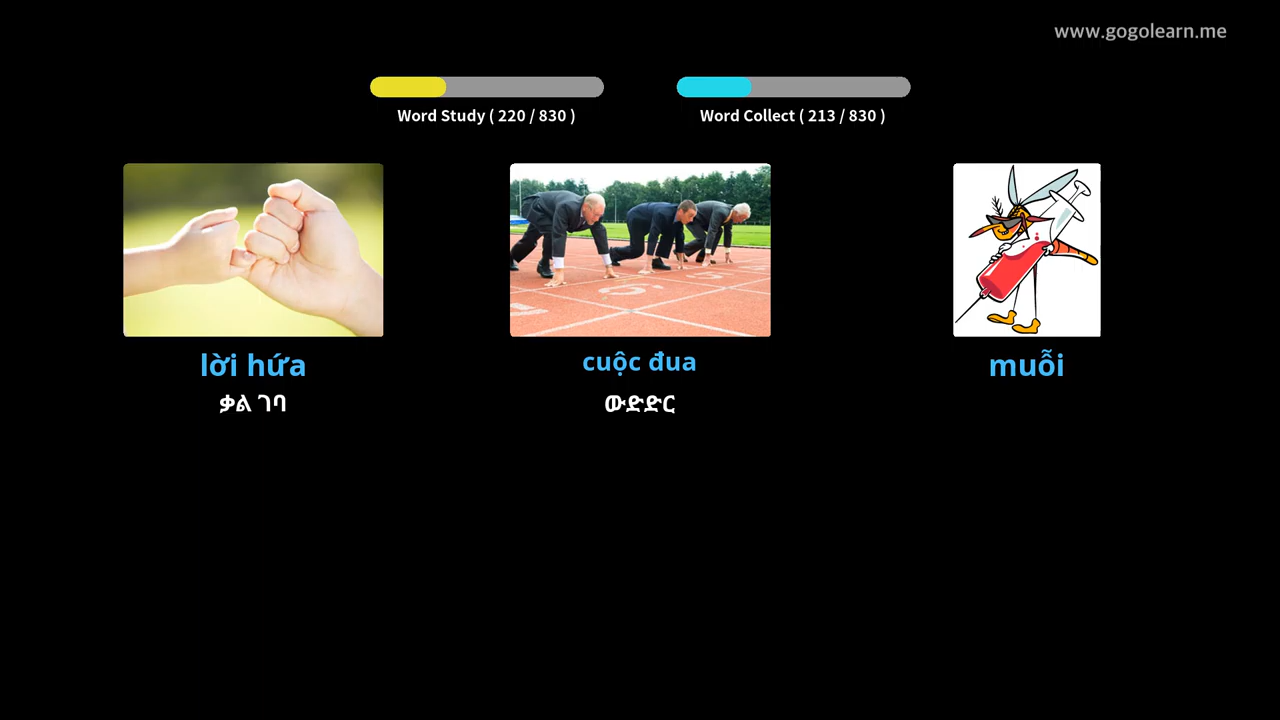 www.gogolearn.me
Word Study ( 220 / 830 )
Word Collect ( 213 / 830 )
lời hứa
cuộc đua
muỗi
ቃል ገባ
ውድድር